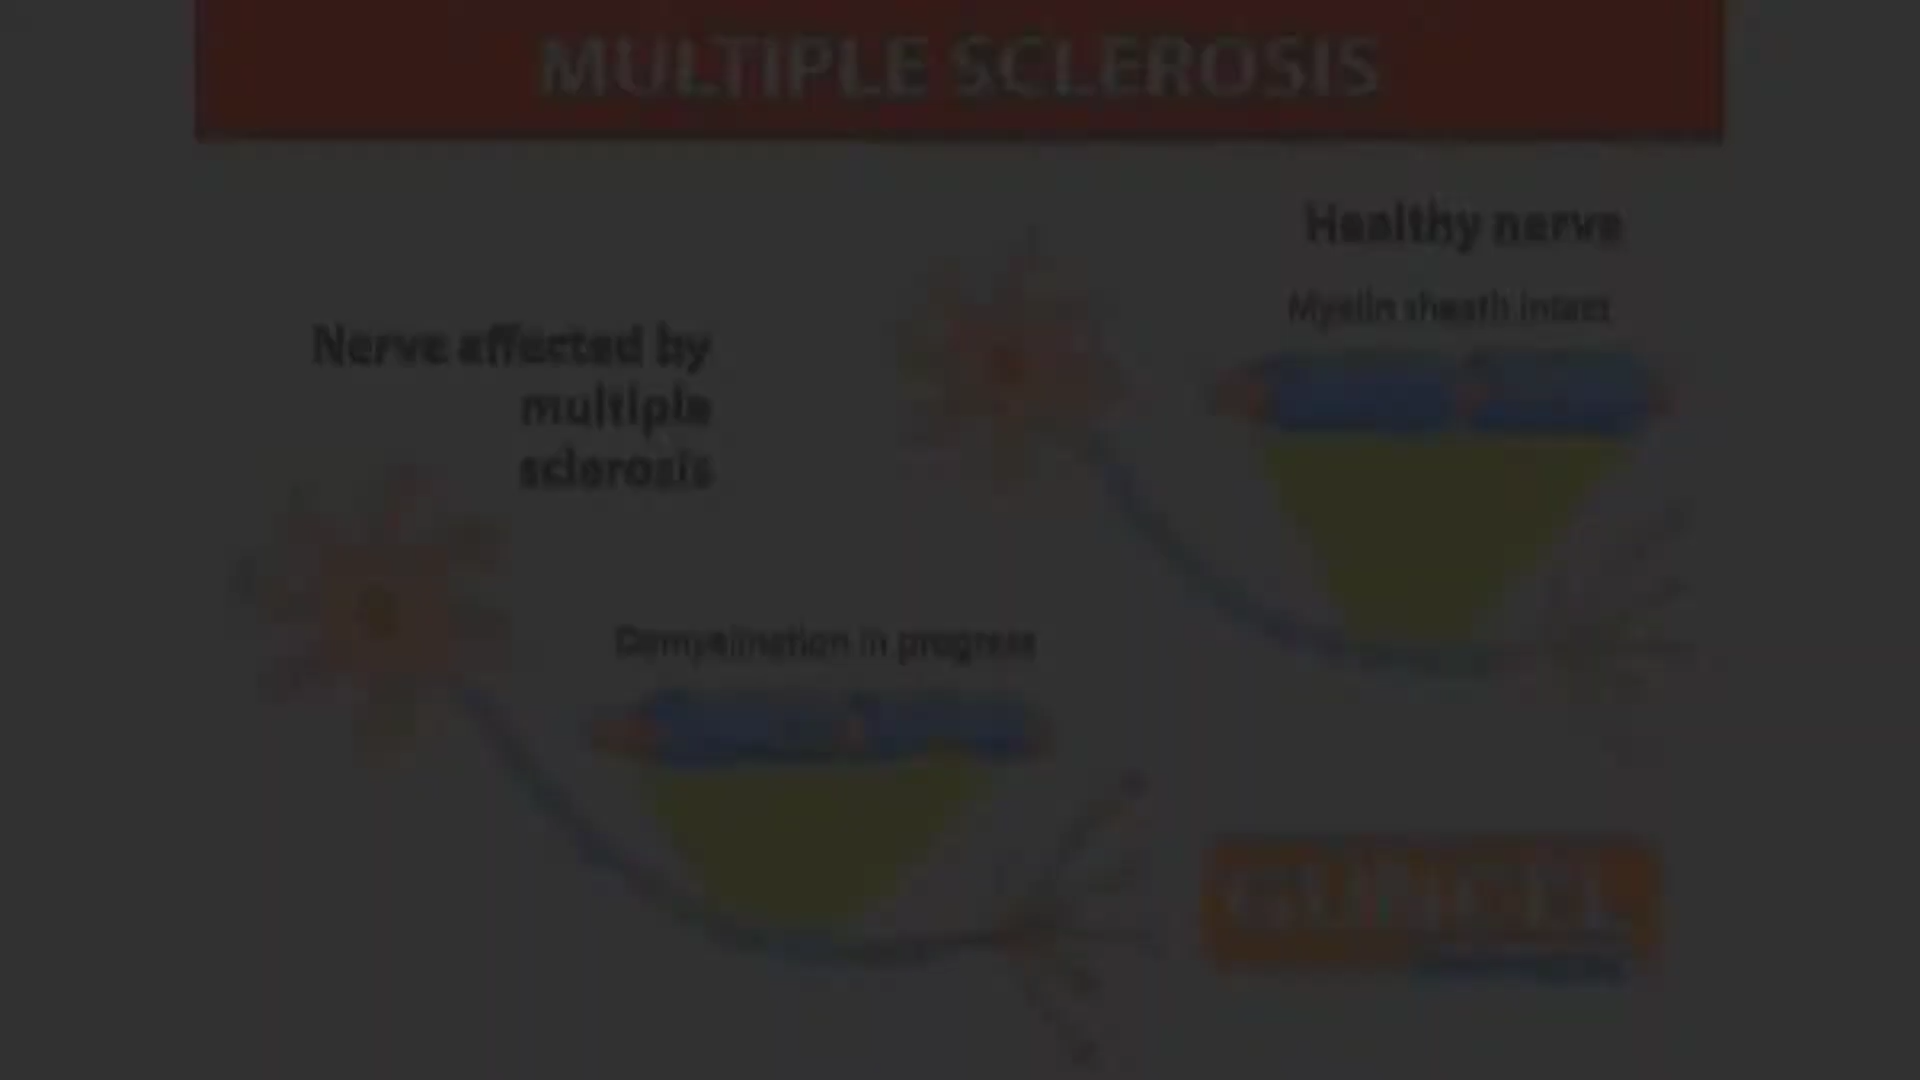 MULTIPLE SCLEROSIS
Healthy nerve
Myelin sheath intact
Nerve affected by
multiple
sclerosis
Demyelination in progress